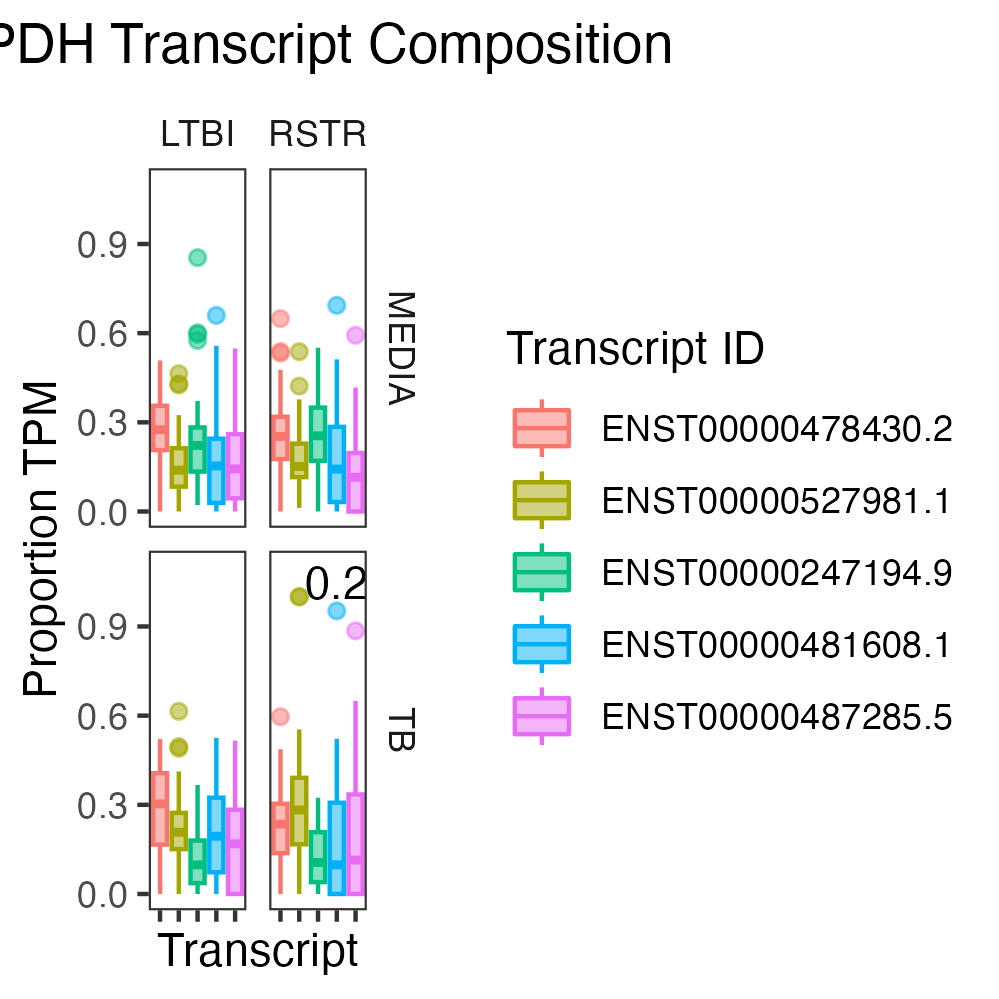 PDH Transcript Composition
LTBI RSTR
0.9
0.6
0.3
0.0
MEDIA
0.2
0.9
0.6
0.3
0.0
TB
Proportion TPM
Transcript
Transcript ID
ENST00000478430.2
ENST00000527981.1
ENST00000247194.9
ENST00000481608.1
ENST00000487285.5